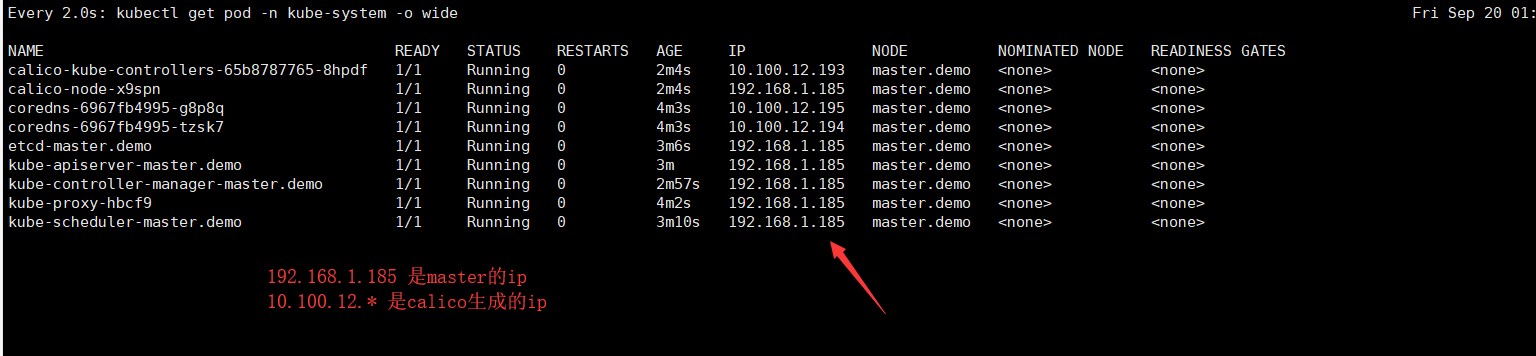 Every 2.0s: kubectl get pod -n kube-system -o wide Fri Sep 20 01:
NAME READY STATUS RESTARTS AGE IP NODE NOMINATED NODE READINESS GATES
calico-kube-controllers-65b8787765-8hpdf 1/1 Running 0 2m4s 10.100.12.193 master.demo <none> <none>
calico-node-x9spn 1/1 Running 0 2m4s 192.168.1.185 master.demo <none> <none>
coredns-6967fb4995-g8p8q 1/1 Running 0 4m3s 10.100.12.195 master.demo <none> <none>
coredns-6967fb4995-tzsk7 1/1 Running 0 4m3s 10.100.12.194 master.demo <none> <none>
etcd-master.demo 1/1 Running 0 3m6s 192.168.1.185 master.demo <none> <none>
kube-apiserver-master.demo 1/1 Running 0 3m 192.168.1.185 master.demo <none> <none>
kube-controller-manager-master.demo 1/1 Running 0 2m57s 192.168.1.185 master.demo <none> <none>
kube-proxy-hbcf9 1/1 Running 0 4m2s 192.168.1.185 master.demo <none> <none>
kube-scheduler-master.demo 1/1 Running 0 3m10s 192.168.1.185 master.demo <none> <none>
192.168.1.185 是master的ip
10.100.12.* 是calico生成的ip